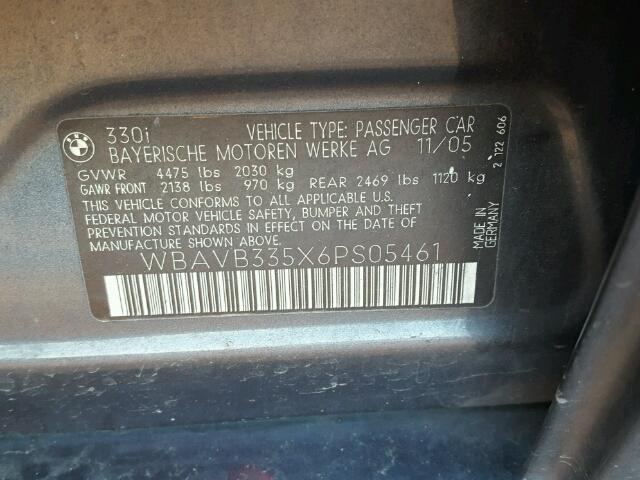 BMW
330i VEHICLE TYPE: PASSENGER CAR
BAYERISCHE MOTOREN WERKE AG 11/05
GVWR 4475 lbs 2030 kg
GAWR FRONT 2138 lbs 970 kg REAR 2469 lbs 1120 kg
THIS VEHICLE CONFORMS TO ALL APPLICABLE U.S.
FEDERAL MOTOR VEHICLE SAFETY, BUMPER AND THEFT
PREVENTION STANDARDS IN EFFECT ON THE DATE OF
MANUFACTURE SHOWN ABOVE.
WBAVB335X6PS05461
MADE IN
GERMANY
2 122 606